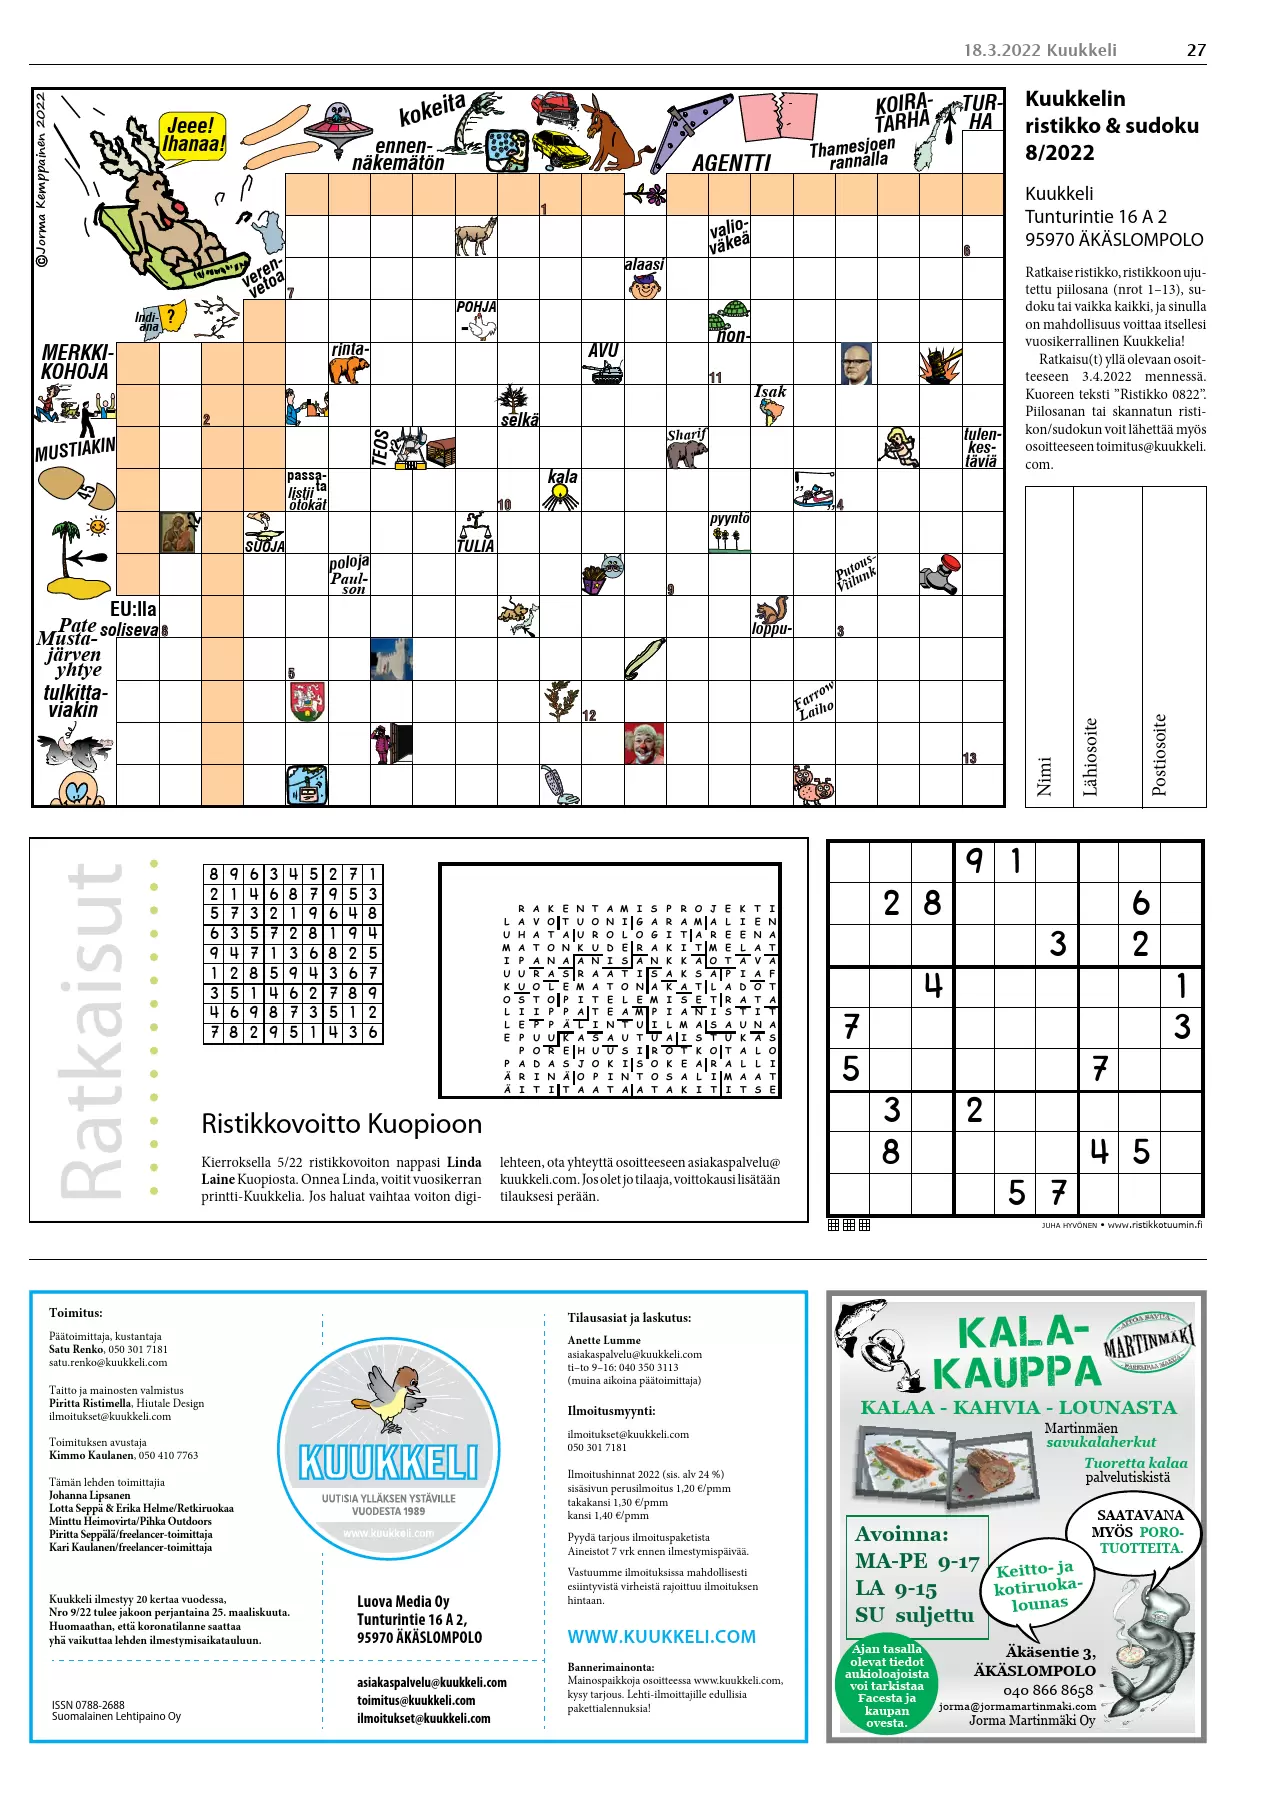 18.3.2022 Kuukkeli 27
©Jorma Kemppainen 2022
Jeee!
Ihanaa!
kokeita
ennen-
näkemätön
AGENTTI
Thamesjoen
rannalla
KOIRA-
TARHA
TUR-
HA
1
valio-
väkeä
6
veren-
vetoa
7
alaasi
Indi-
ana
?
POHJA
-
non-
MERKKI-
KOHOJA
rinta-
AVU
11
2
selkä
Isak
MUSTIAKIN
TEOS
Sharif
tulen-
kes-
täviä
45
passa-
ta
listii
ötökät
10
kala
4
SUOJA
TULIA
pyyntö
poloja
Paul-
son
9
Putous-
Viilunk
EU:lla
soliseva
8
loppu-
3
Pate
Musta-
järven
yhtye
5
tulkitta-
viakin
12
Farrow
Laiho
13
Kuukkelin
ristikko & sudoku
8/2022
Kuukkeli
Tunturintie 16 A 2
95970 ÄKÄSLOMPOLO
Ratkaise ristikko, ristikkoon uju-
tettu piilosana (nrot 1–13), su-
doku tai vaikka kaikki, ja sinulla
on mahdollisuus voittaa itsellesi
vuosikerrallinen Kuukkelia!
Ratkaisu(t) yllä olevaan osoit-
teeseen 3.4.2022 mennessä.
Kuoreen teksti ”Ristikko 0822”.
Piilosanan tai skannatun risti-
kon/sudokun voit lähettää myös
osoitteeseen toimitus@kuukkeli.
com.
Nimi
Lähiosoite
Postiosoite
Ratkaisut
8 9 6 3 4 5 2 7 1
2 1 4 6 8 7 9 5 3
5 7 3 2 1 9 6 4 8
6 3 5 7 2 8 1 9 4
9 4 7 1 3 6 8 2 5
1 2 8 5 9 4 3 6 7
3 5 1 4 6 2 7 8 9
4 6 9 8 7 3 5 1 2
7 8 2 9 5 1 4 3 6
R A K E N T A M I S P R O J E K T I
L A V O T U O N I G A R A M A L I E N
U H A T A U R O L O G I T A R E E N A
M A T O N K U D E R A K I T M E L A T
I P A N A A N I S A N K K A O T A V A
U U R A S R A A T I S A K S A P I A F
K U O L E M A T O N A K A T L A D O T
O S T O P I T E L E M I S E T R A T A
L I I P P A T E A M P I A N I S T I T
L E P P Ä L I N T U I L M A S A U N A
E P U U K A S A U T U A I S T U K A S
P O R E H U U S I R O T K O T A L O
P A D A S J O K I S O K E A R A L L I
Ä R I N Ä O P I N T O S A L I M A A T
Ä I T I T A A T A A T A K I T I T S E
Ristikkovoitto Kuopioon
Kierroksella 5/22 ristikkovoiton nappasi Linda
Laine Kuopiosta. Onnea Linda, voitit vuosikerran
printti-Kuukkelia. Jos haluat vaihtaa voiton digi-
lehteen, ota yhteyttä osoitteeseen asiakaspalvelu@
kuukkeli.com. Jos olet jo tilaaja, voittokausi lisätään
tilauksesi perään.
9 1
2 8 6
3 2
4 1
7 3
5 7
3 2
8 4 5
5 7
JUHA HYVÖNEN • www.ristikkotuumin.fi
Toimitus:
Päätoimittaja, kustantaja
Satu Renko, 050 301 7181
satu.renko@kuukkeli.com
Taitto ja mainosten valmistus
Piritta Ristimella, Hiutale Design
ilmoitukset@kuukkeli.com
Toimituksen avustaja
Kimmo Kaulanen, 050 410 7763
Tämän lehden toimittajia
Johanna Lipsanen
Lotta Seppä & Erika Helme/Retkiruokaa
Minttu Heimovirta/Pihka Outdoors
Piritta Seppälä/freelancer-toimittaja
Kari Kaulanen/freelancer-toimittaja
Kuukkeli ilmestyy 20 kertaa vuodessa,
Nro 9/22 tulee jakoon perjantaina 25. maaliskuuta.
Huomaathan, että koronatilanne saattaa
yhä vaikuttaa lehden ilmestymisaikatauluun.
ISSN 0788-2688
Suomalainen Lehtipaino Oy
KUUKKELI
UUTISIA YLLÄKSEN YSTÄVILLE
VUODESTA 1989
www.kuukkeli.com
Luova Media Oy
Tunturintie 16 A 2,
95970 ÄKÄSLOMPOLO
asiakaspalvelu@kuukkeli.com
toimitus@kuukkeli.com
ilmoitukset@kuukkeli.com
Tilausasiat ja laskutus:
Anette Lumme
asiakaspalvelu@kuukkeli.com
ti–to 9–16: 040 350 3113
(muina aikoina päätoimittaja)
Ilmoitusmyynti:
ilmoitukset@kuukkeli.com
050 301 7181
Ilmoitushinnat 2022 (sis. alv 24 %)
sisäsivun perusilmoitus 1,20 €/pmm
takakansi 1,30 €/pmm
kansi 1,40 €/pmm
Pyydä tarjous ilmoituspaketista
Aineistot 7 vrk ennen ilmestymispäivää.
Vastuumme ilmoituksissa mahdollisesti
esiintyvistä virheistä rajoittuu ilmoituksen
hintaan.
WWW.KUUKKELI.COM
Bannerimainonta:
Mainospaikkoja osoitteessa www.kuukkeli.com,
kysy tarjous. Lehti-ilmoittajille edullisia
pakettialennuksia!
KALA-
KAUPPA
MARTINMÄKI
KALAA - KAHVIA - LOUNASTA
Martinmäen
savukalaherkut
Tuoretta kalaa
palvelutiskistä
SAATAVANA
MYÖS PORO-
TUOTTEITA.
Avoinna:
MA-PE 9-17
LA 9-15
SU suljettu
Keitto- ja
kotiruoka-
lounas
Ajan tasalla
olevat tiedot
aukioloajoista
voi tarkistaa
Facesta ja
kaupan
ovesta.
Äkäsentie 3,
ÄKÄSLOMPOLO
040 866 8658
jorma@jormamartinmaki.com
Jorma Martinmäki Oy